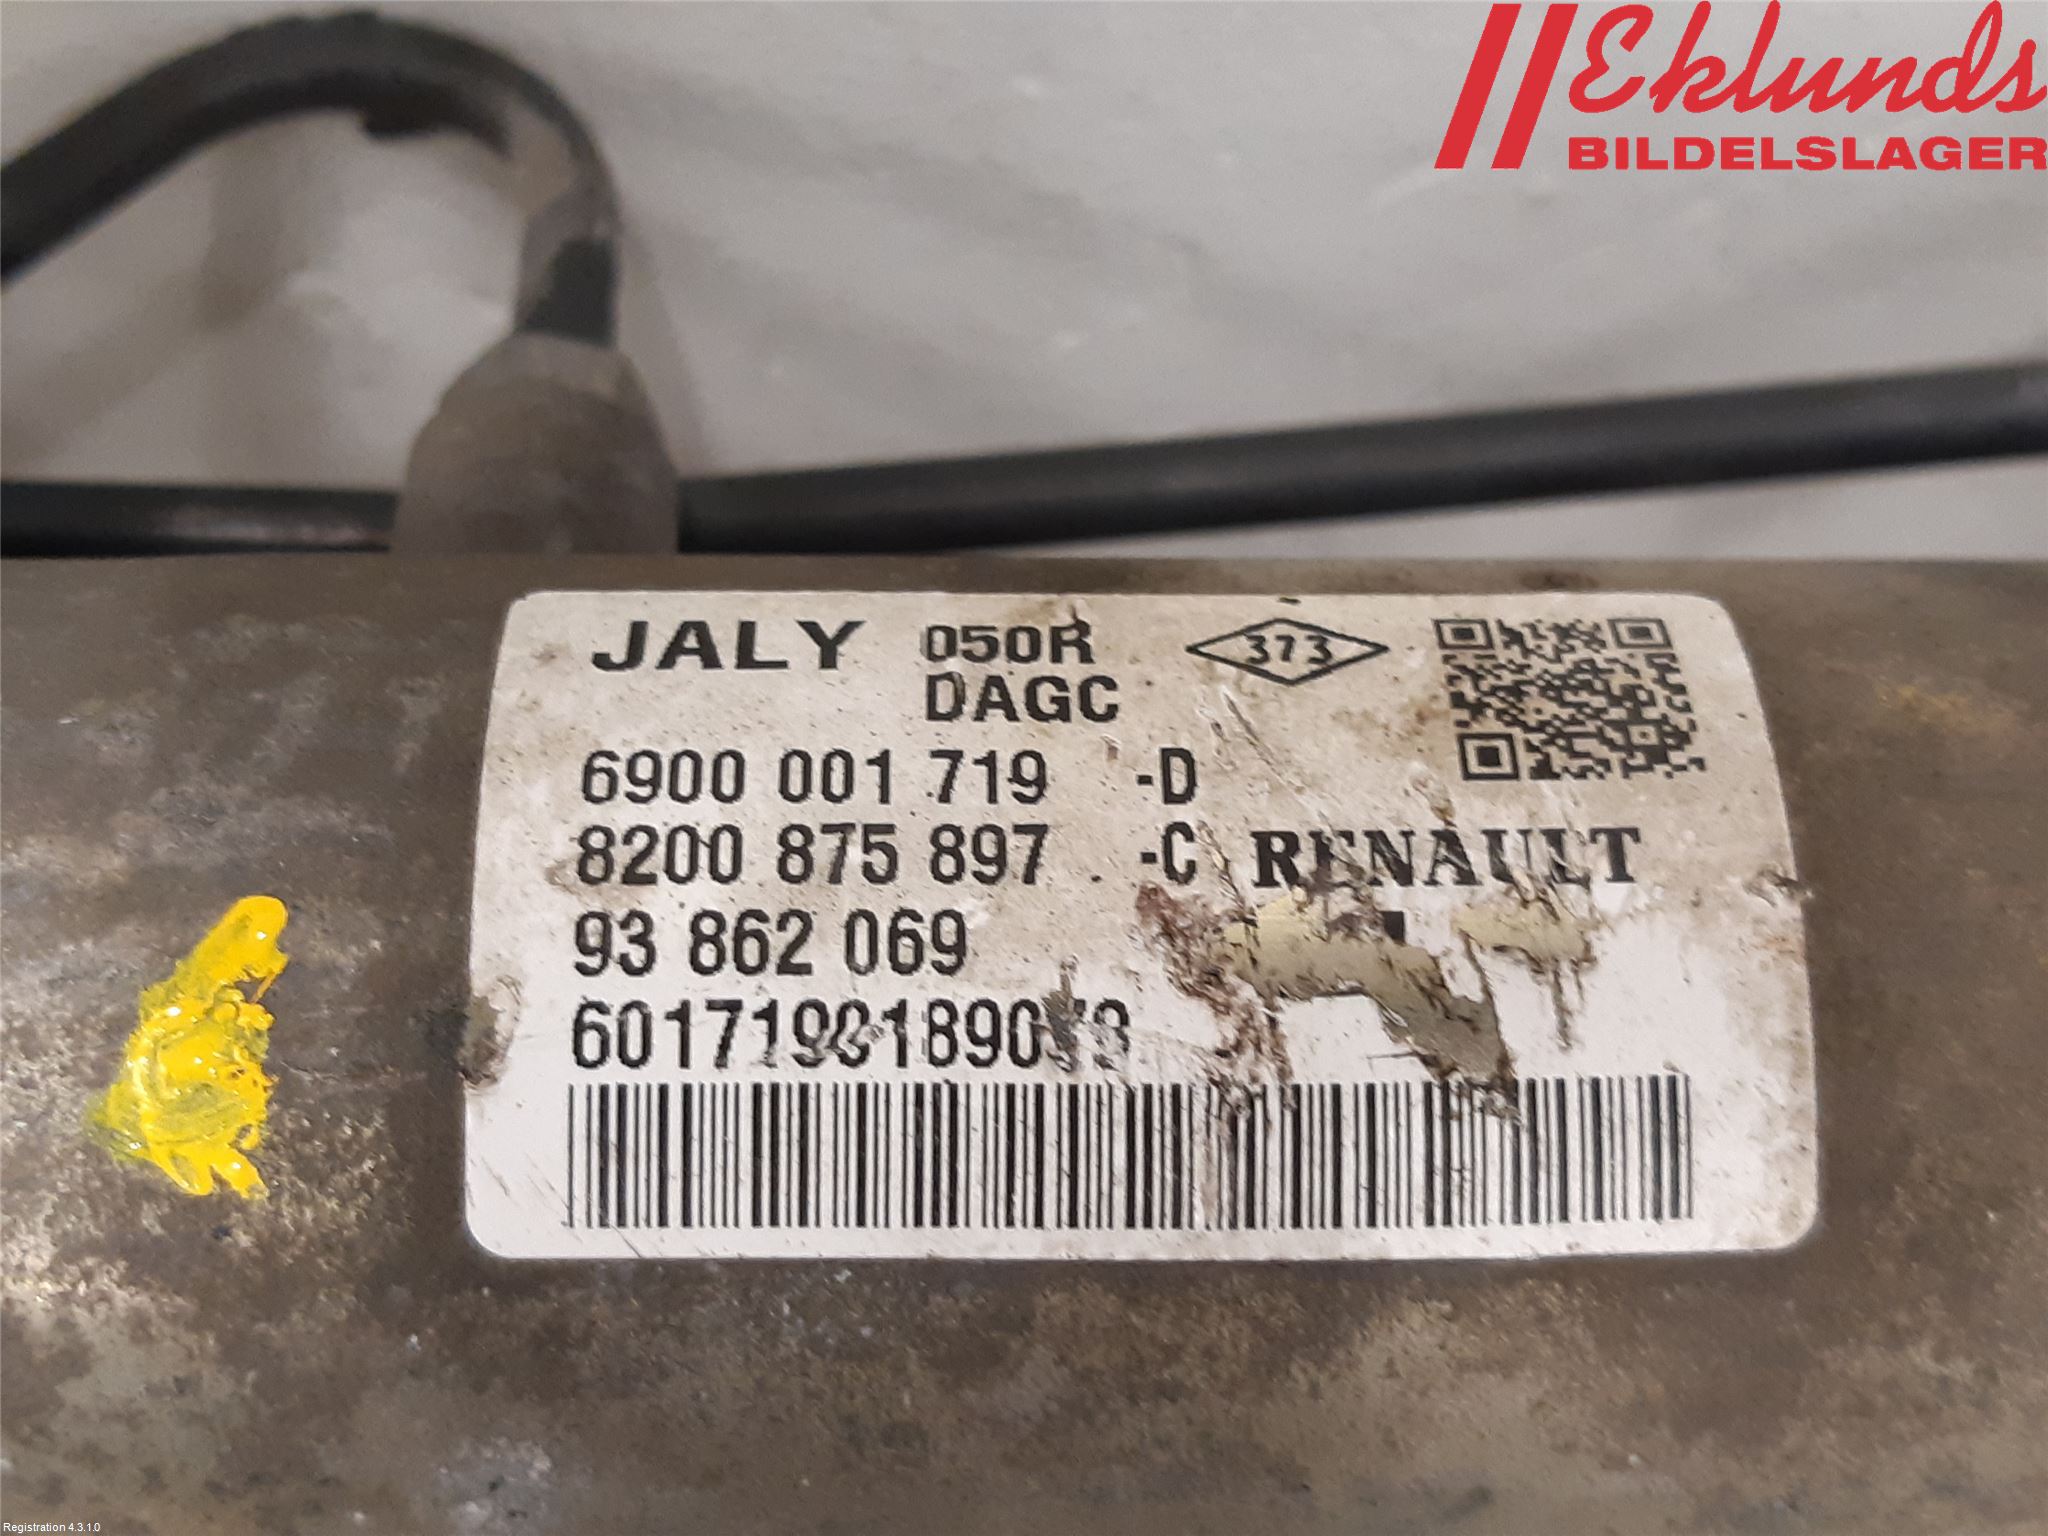 Eklunds
BILDELSLAGER
JALY 050R
DAGC
373
6900 001 719 -D
8200 875 897 -C RENAULT
93 862 069
Registration 4.3.1.0